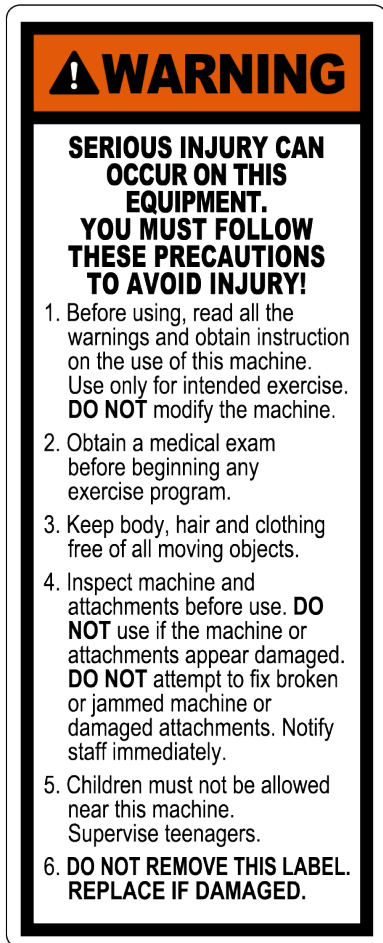 WARNING
SERIOUS INJURY CAN
OCCUR ON THIS
EQUIPMENT.
YOU MUST FOLLOW
THESE PRECAUTIONS
TO AVOID INJURY!
1. Before using, read all the
warnings and obtain instruction
on the use of this machine.
Use only for intended exercise.
DO NOT modify the machine.
2. Obtain a medical exam
before beginning any
exercise program.
3. Keep body, hair and clothing
free of all moving objects.
4. Inspect machine and
attachments before use. DO
NOT use if the machine or
attachments appear damaged.
DO NOT attempt to fix broken
or jammed machine or
damaged attachments. Notify
staff immediately.
5. Children must not be allowed
near this machine.
Supervise teenagers.
6. DO NOT REMOVE THIS LABEL.
REPLACE IF DAMAGED.